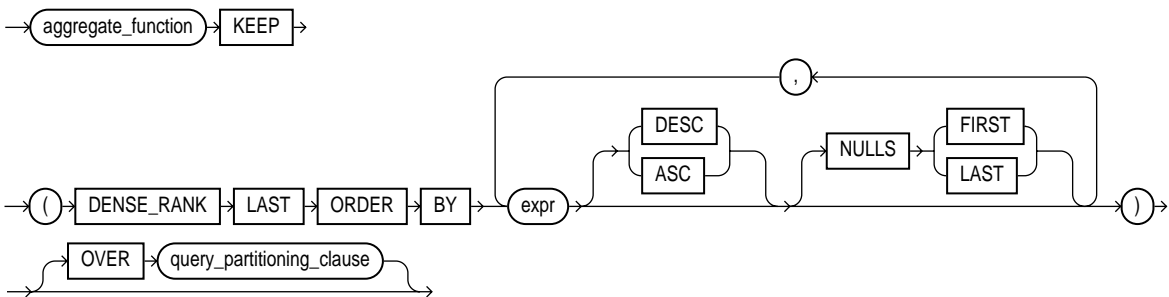 aggregate_function KEEP
,
DESC FIRST
NULLS
ASC LAST
( DENSE_RANK LAST ORDER BY expr )
OVER query_partitioning_clause